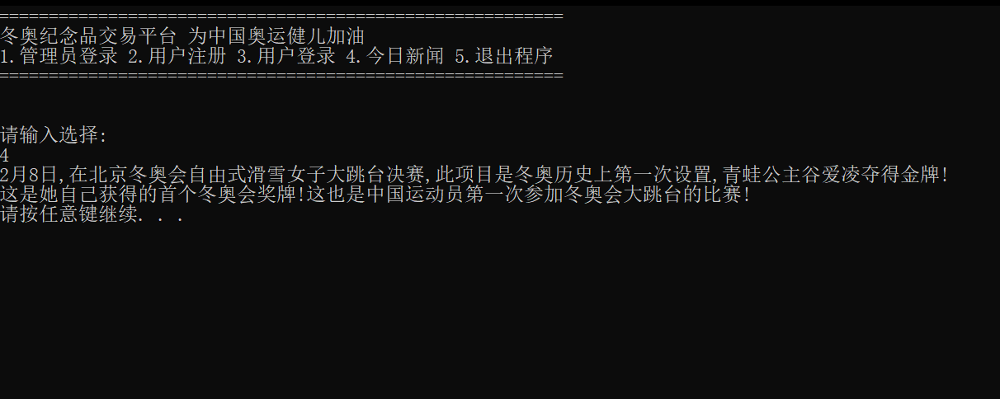 =========================================================
冬奥纪念品交易平台 为中国奥运健儿加油
1.管理员登录 2.用户注册 3.用户登录 4.今日新闻 5.退出程序
=========================================================
请输入选择:
4
2月8日,在北京冬奥会自由式滑雪女子大跳台决赛,此项目是冬奥历史上第一次设置,青蛙公主谷爱凌夺得金牌!
这是她自己获得的首个冬奥会奖牌!这也是中国运动员第一次参加冬奥会大跳台的比赛!
请按任意键继续. . .